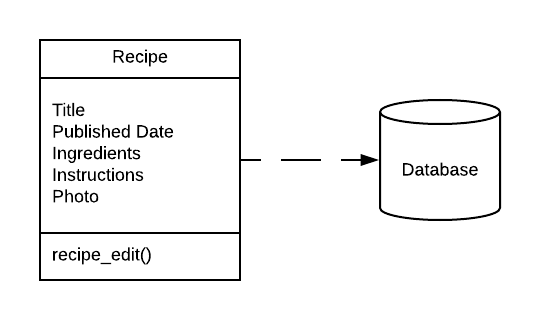 Recipe
Title
Published Date
Ingredients
Instructions
Photo
recipe_edit()
Database